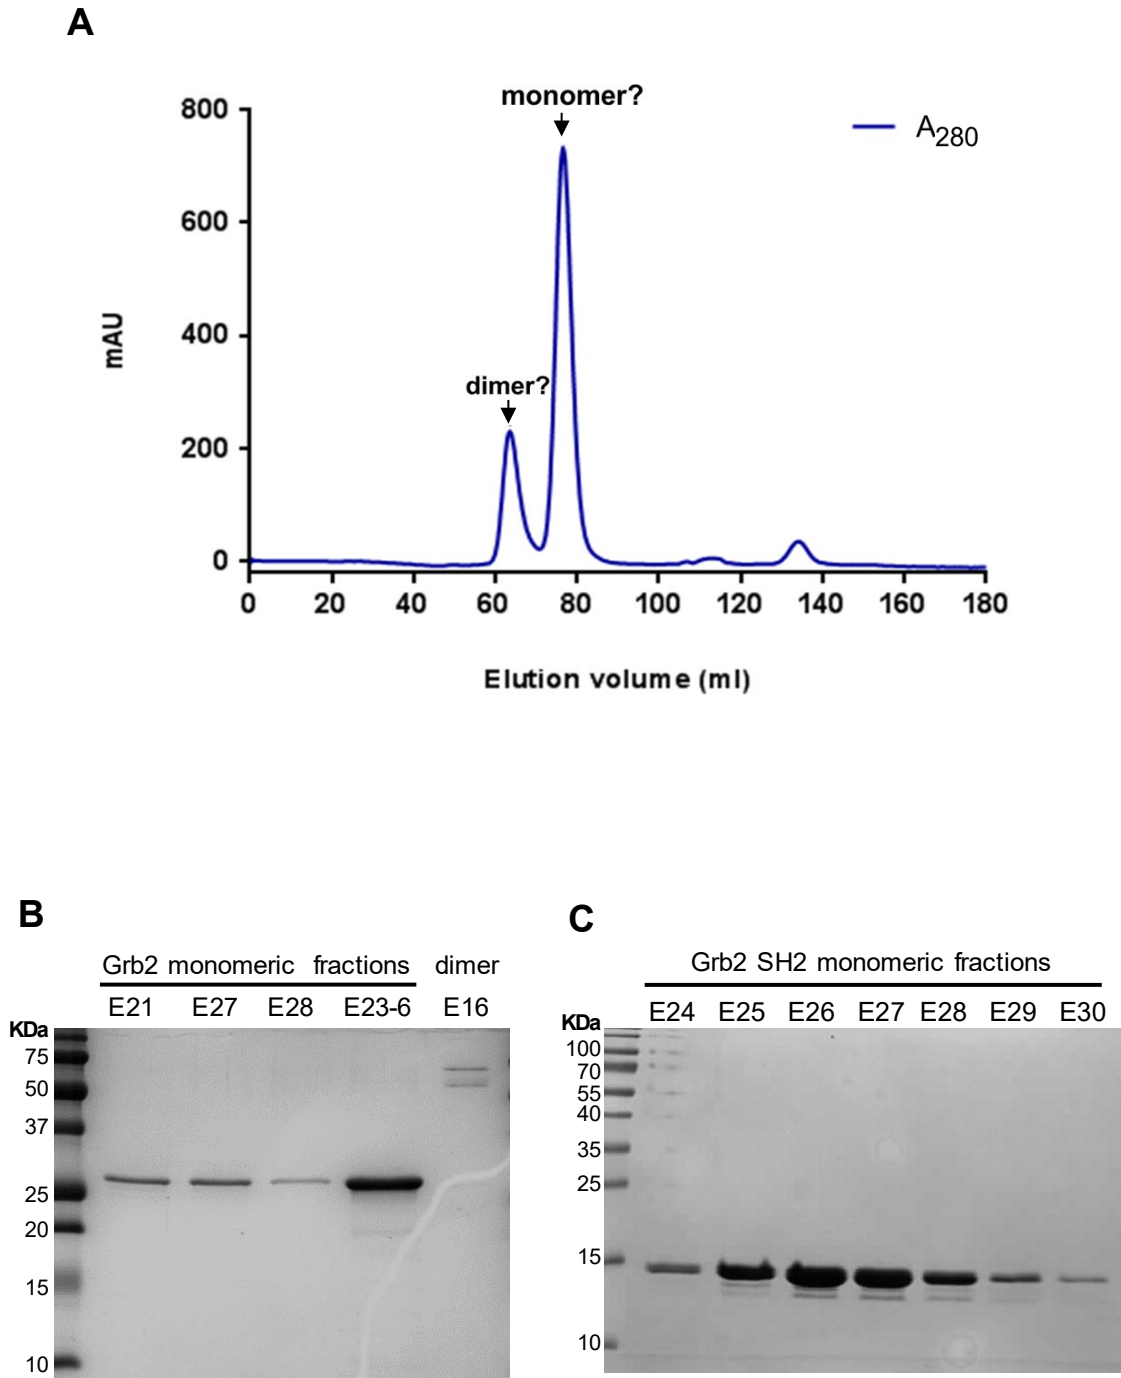 A
monomer?
A280
dimer?
800
600
400
200
0
mAU
0 20 40 60 80 100 120 140 160 180
Elution volume (ml)
B
Grb2 monomeric fractions dimer
E21 E27 E28 E23-6 E16
KDa
75
50
37
25
20
15
10
C
Grb2 SH2 monomeric fractions
E24 E25 E26 E27 E28 E29 E30
KDa
100
70
55
40
35
25
15
10